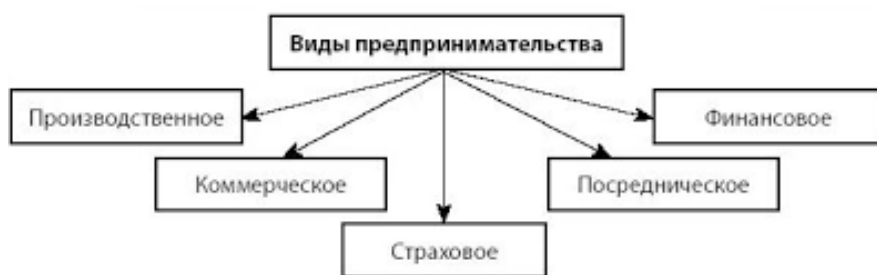 Виды предпринимательства
Производственное
Финансовое
Коммерческое
Посредническое
Страховое